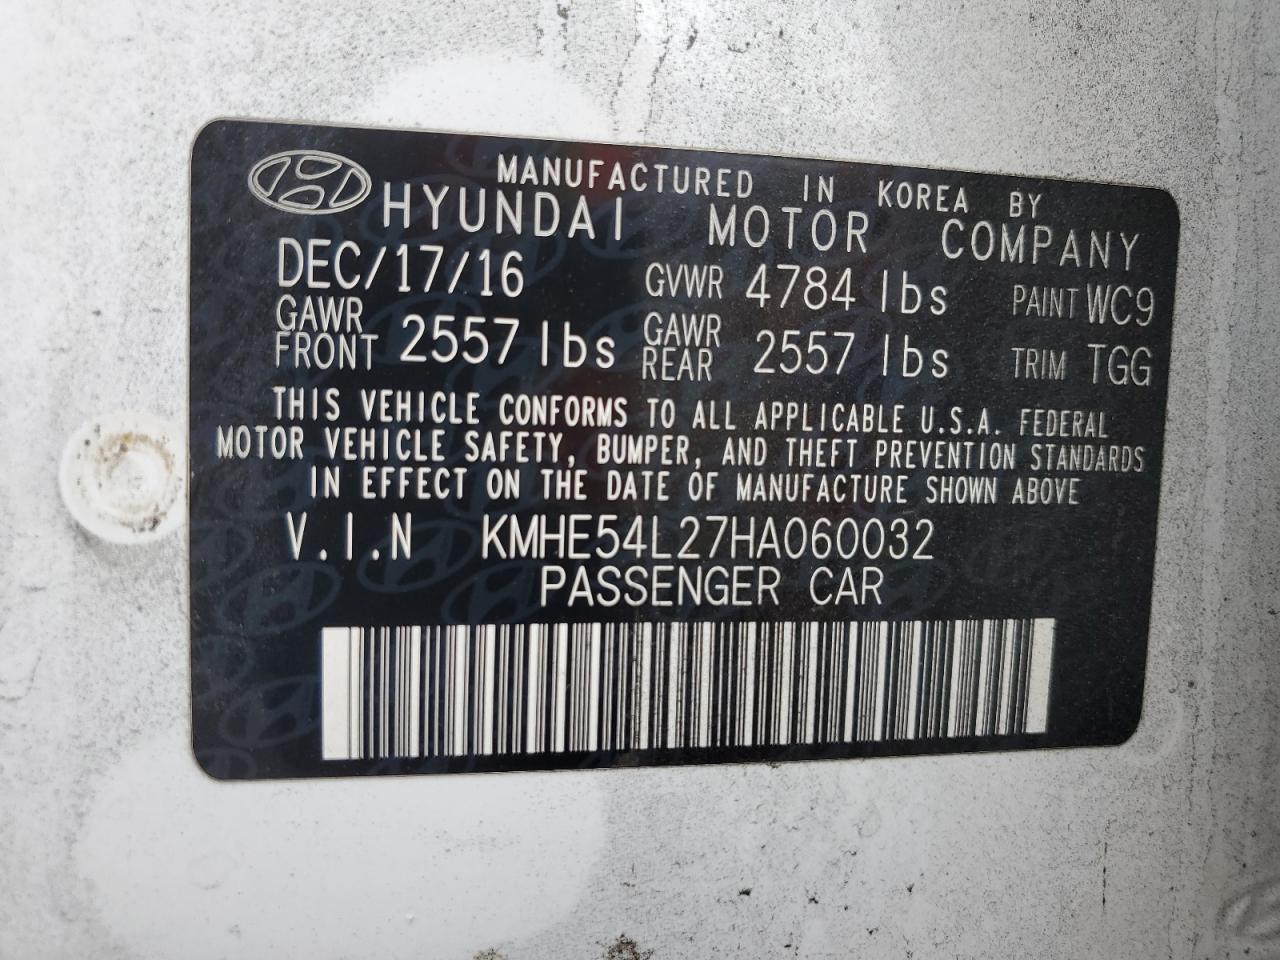 MANUFACTURED IN KOREA BY
HYUNDAI MOTOR COMPANY
DEC/17/16 GVWR 4784 lbs PAINT WC9
GAWR FRONT 2557 lbs GAWR REAR 2557 lbs TRIM TGG
THIS VEHICLE CONFORMS TO ALL APPLICABLE U.S.A. FEDERAL
MOTOR VEHICLE SAFETY, BUMPER, AND THEFT PREVENTION STANDARDS
IN EFFECT ON THE DATE OF MANUFACTURE SHOWN ABOVE
V.I.N KMHE54L27HA060032
PASSENGER CAR